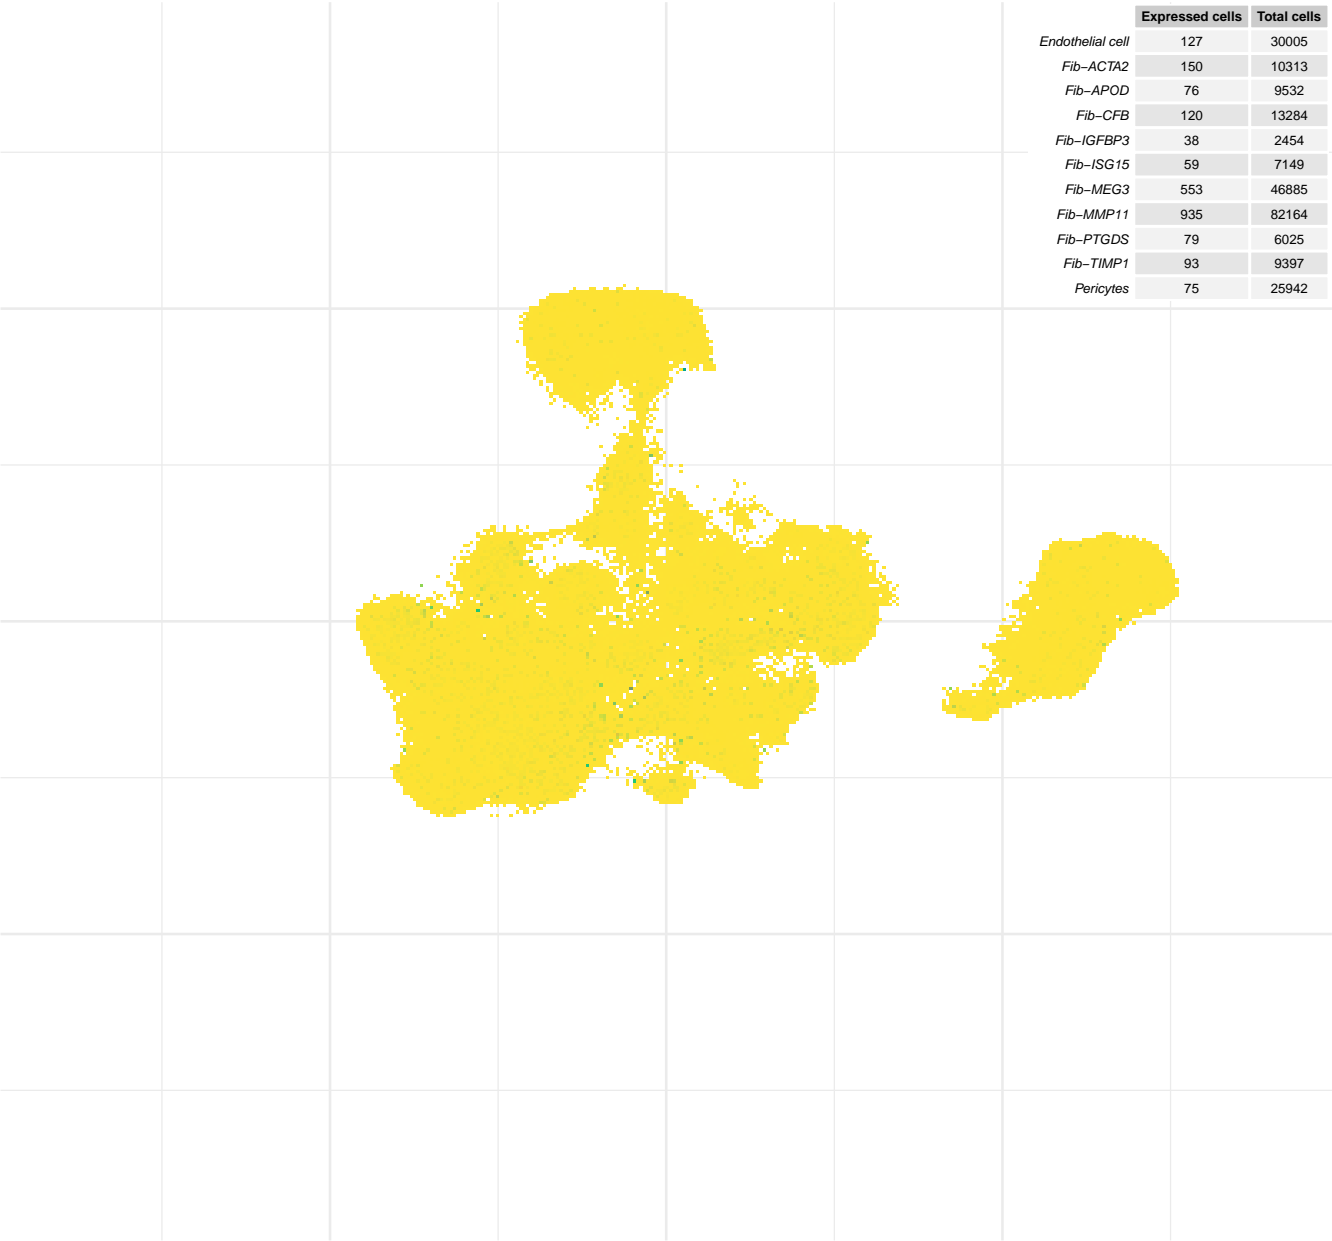 Expressed cells Total cells
Endothelial cell 127 30005
Fib−ACTA2 150 10313
Fib−APOD 76 9532
Fib−CFB 120 13284
Fib−IGFBP3 38 2454
Fib−ISG15 59 7149
Fib−MEG3 553 46885
Fib−MMP11 935 82164
Fib−PTGDS 79 6025
Fib−TIMP1 93 9397
Pericytes 75 25942